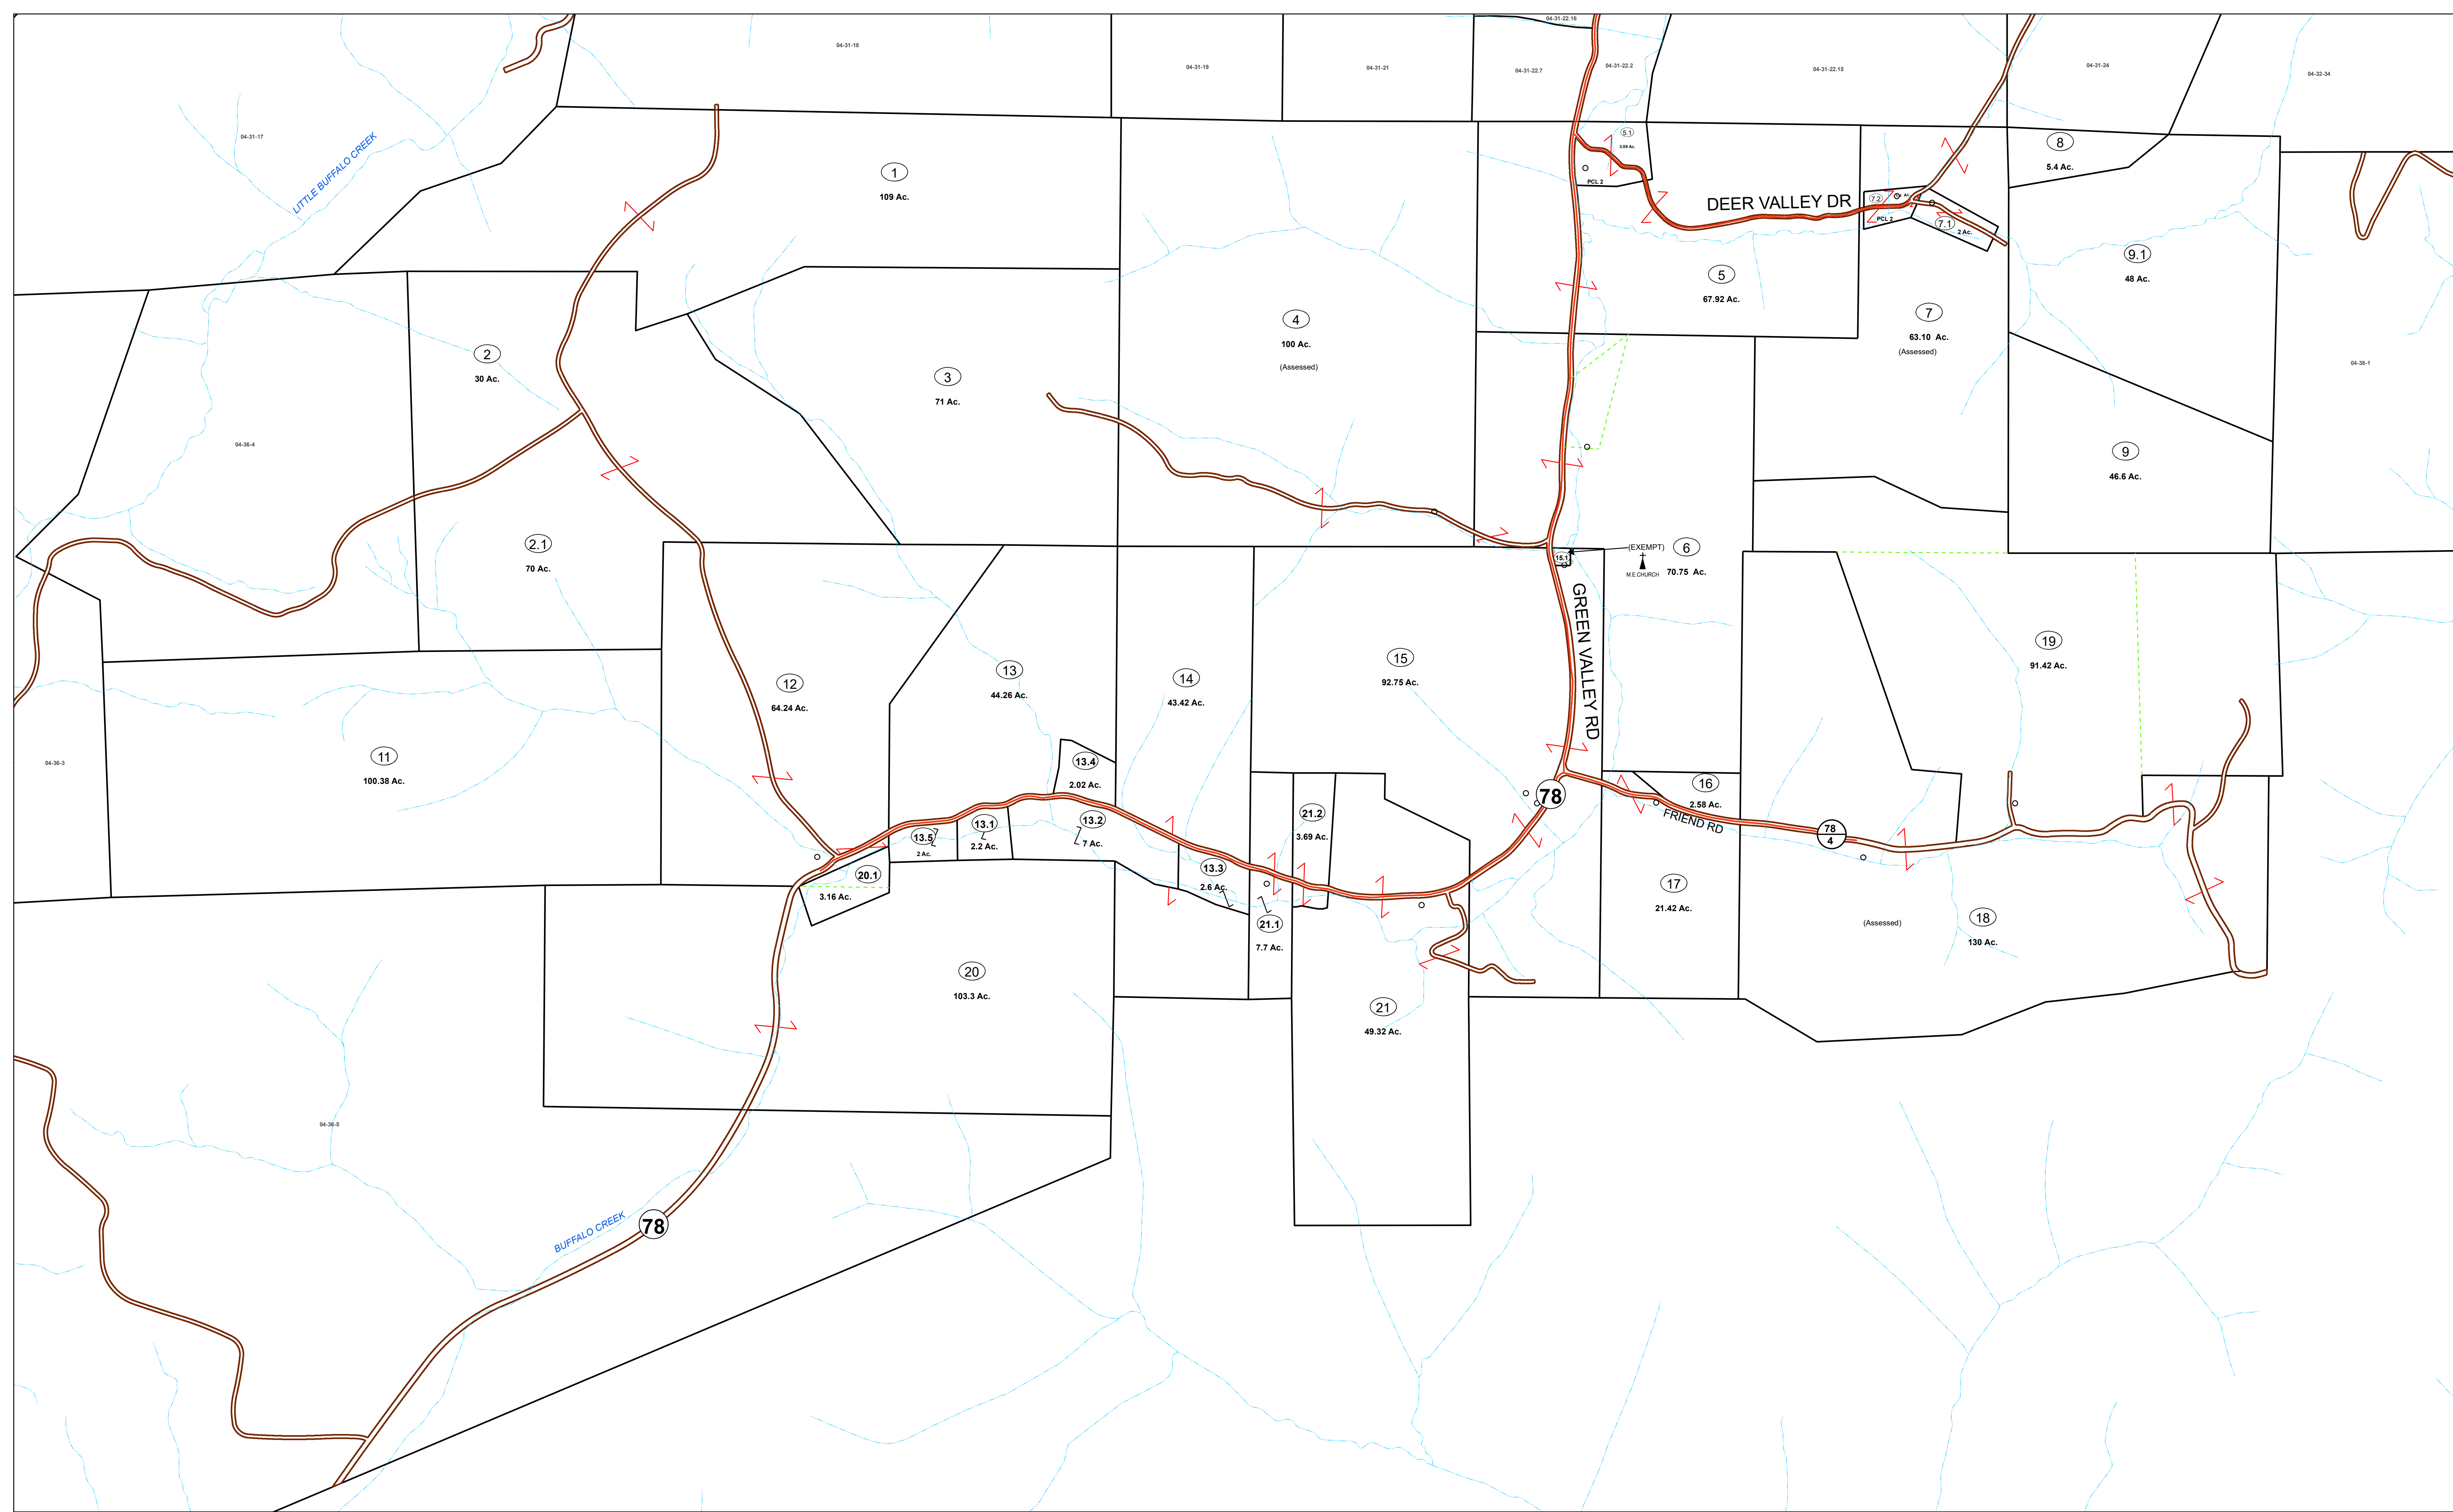 04-31-22.16
04-31-18
04-31-19
04-31-21
04-31-22.7
04-31-22.2
04-31-22.15
04-31-24
04-32-34
04-31-17
LITTLE BUFFALO CREEK
1
109 Ac.
5.1
3.88 Ac.
PCL 2
8
5.4 Ac.
DEER VALLEY DR
7.2
PCL 2
7.1
2 Ac.
9.1
48 Ac.
5
67.92 Ac.
4
100 Ac.
(Assessed)
7
63.10 Ac.
(Assessed)
2
30 Ac.
3
71 Ac.
04-36-1
04-36-4
9
46.6 Ac.
2.1
70 Ac.
15.1
(EXEMPT)
M.E.CHURCH
6
70.75 Ac.
GREEN VALLEY RD
12
64.24 Ac.
13
44.26 Ac.
14
43.42 Ac.
15
92.75 Ac.
19
91.42 Ac.
04-36-3
11
100.38 Ac.
13.4
2.02 Ac.
78
16
2.58 Ac.
FRIEND RD
78
4
13.5
2 Ac.
13.1
2.2 Ac.
13.2
7 Ac.
21.2
3.69 Ac.
13.3
2.6 Ac.
20.1
3.16 Ac.
21.1
7.7 Ac.
17
21.42 Ac.
(Assessed)
18
130 Ac.
20
103.3 Ac.
21
49.32 Ac.
04-36-5
BUFFALO CREEK
78